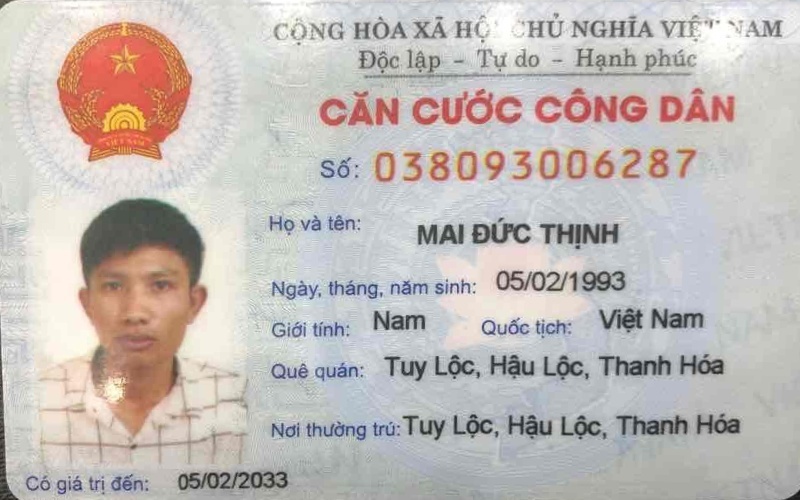 CỘNG HÒA XÃ HỘI CHỦ NGHĨA VIỆT NAM
Độc lập - Tự do - Hạnh phúc
CĂN CƯỚC CÔNG DÂN
Số: 038093006287
Họ và tên: MAI ĐỨC THỊNH
Ngày, tháng, năm sinh: 05/02/1993
Giới tính: Nam Quốc tịch: Việt Nam
Quê quán: Tuy Lộc, Hậu Lộc, Thanh Hóa
Nơi thường trú: Tuy Lộc, Hậu Lộc, Thanh Hóa
Có giá trị đến: 05/02/2033